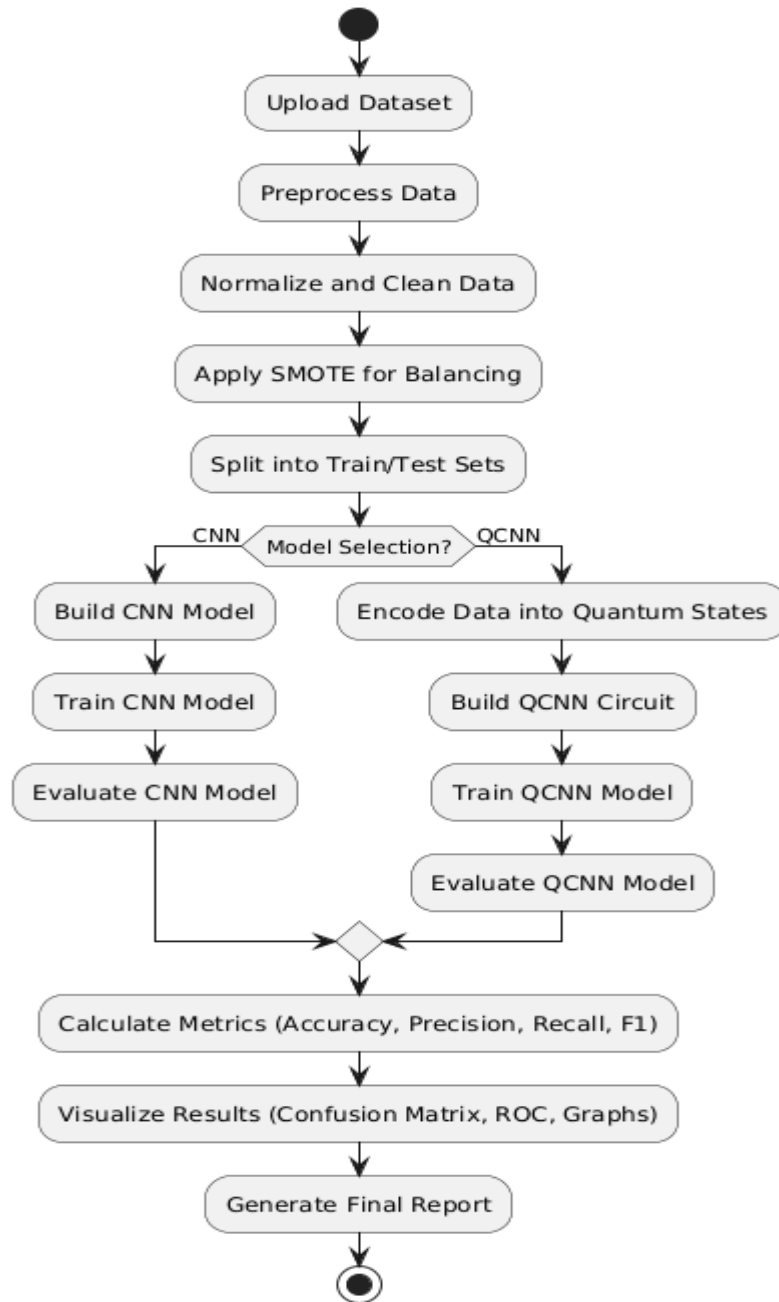 Upload Dataset
Preprocess Data
Normalize and Clean Data
Apply SMOTE for Balancing
Split into Train/Test Sets
CNN
Model Selection?
QCNN
Build CNN Model
Encode Data into Quantum States
Train CNN Model
Build QCNN Circuit
Evaluate CNN Model
Train QCNN Model
Evaluate QCNN Model
Calculate Metrics (Accuracy, Precision, Recall, F1)
Visualize Results (Confusion Matrix, ROC, Graphs)
Generate Final Report